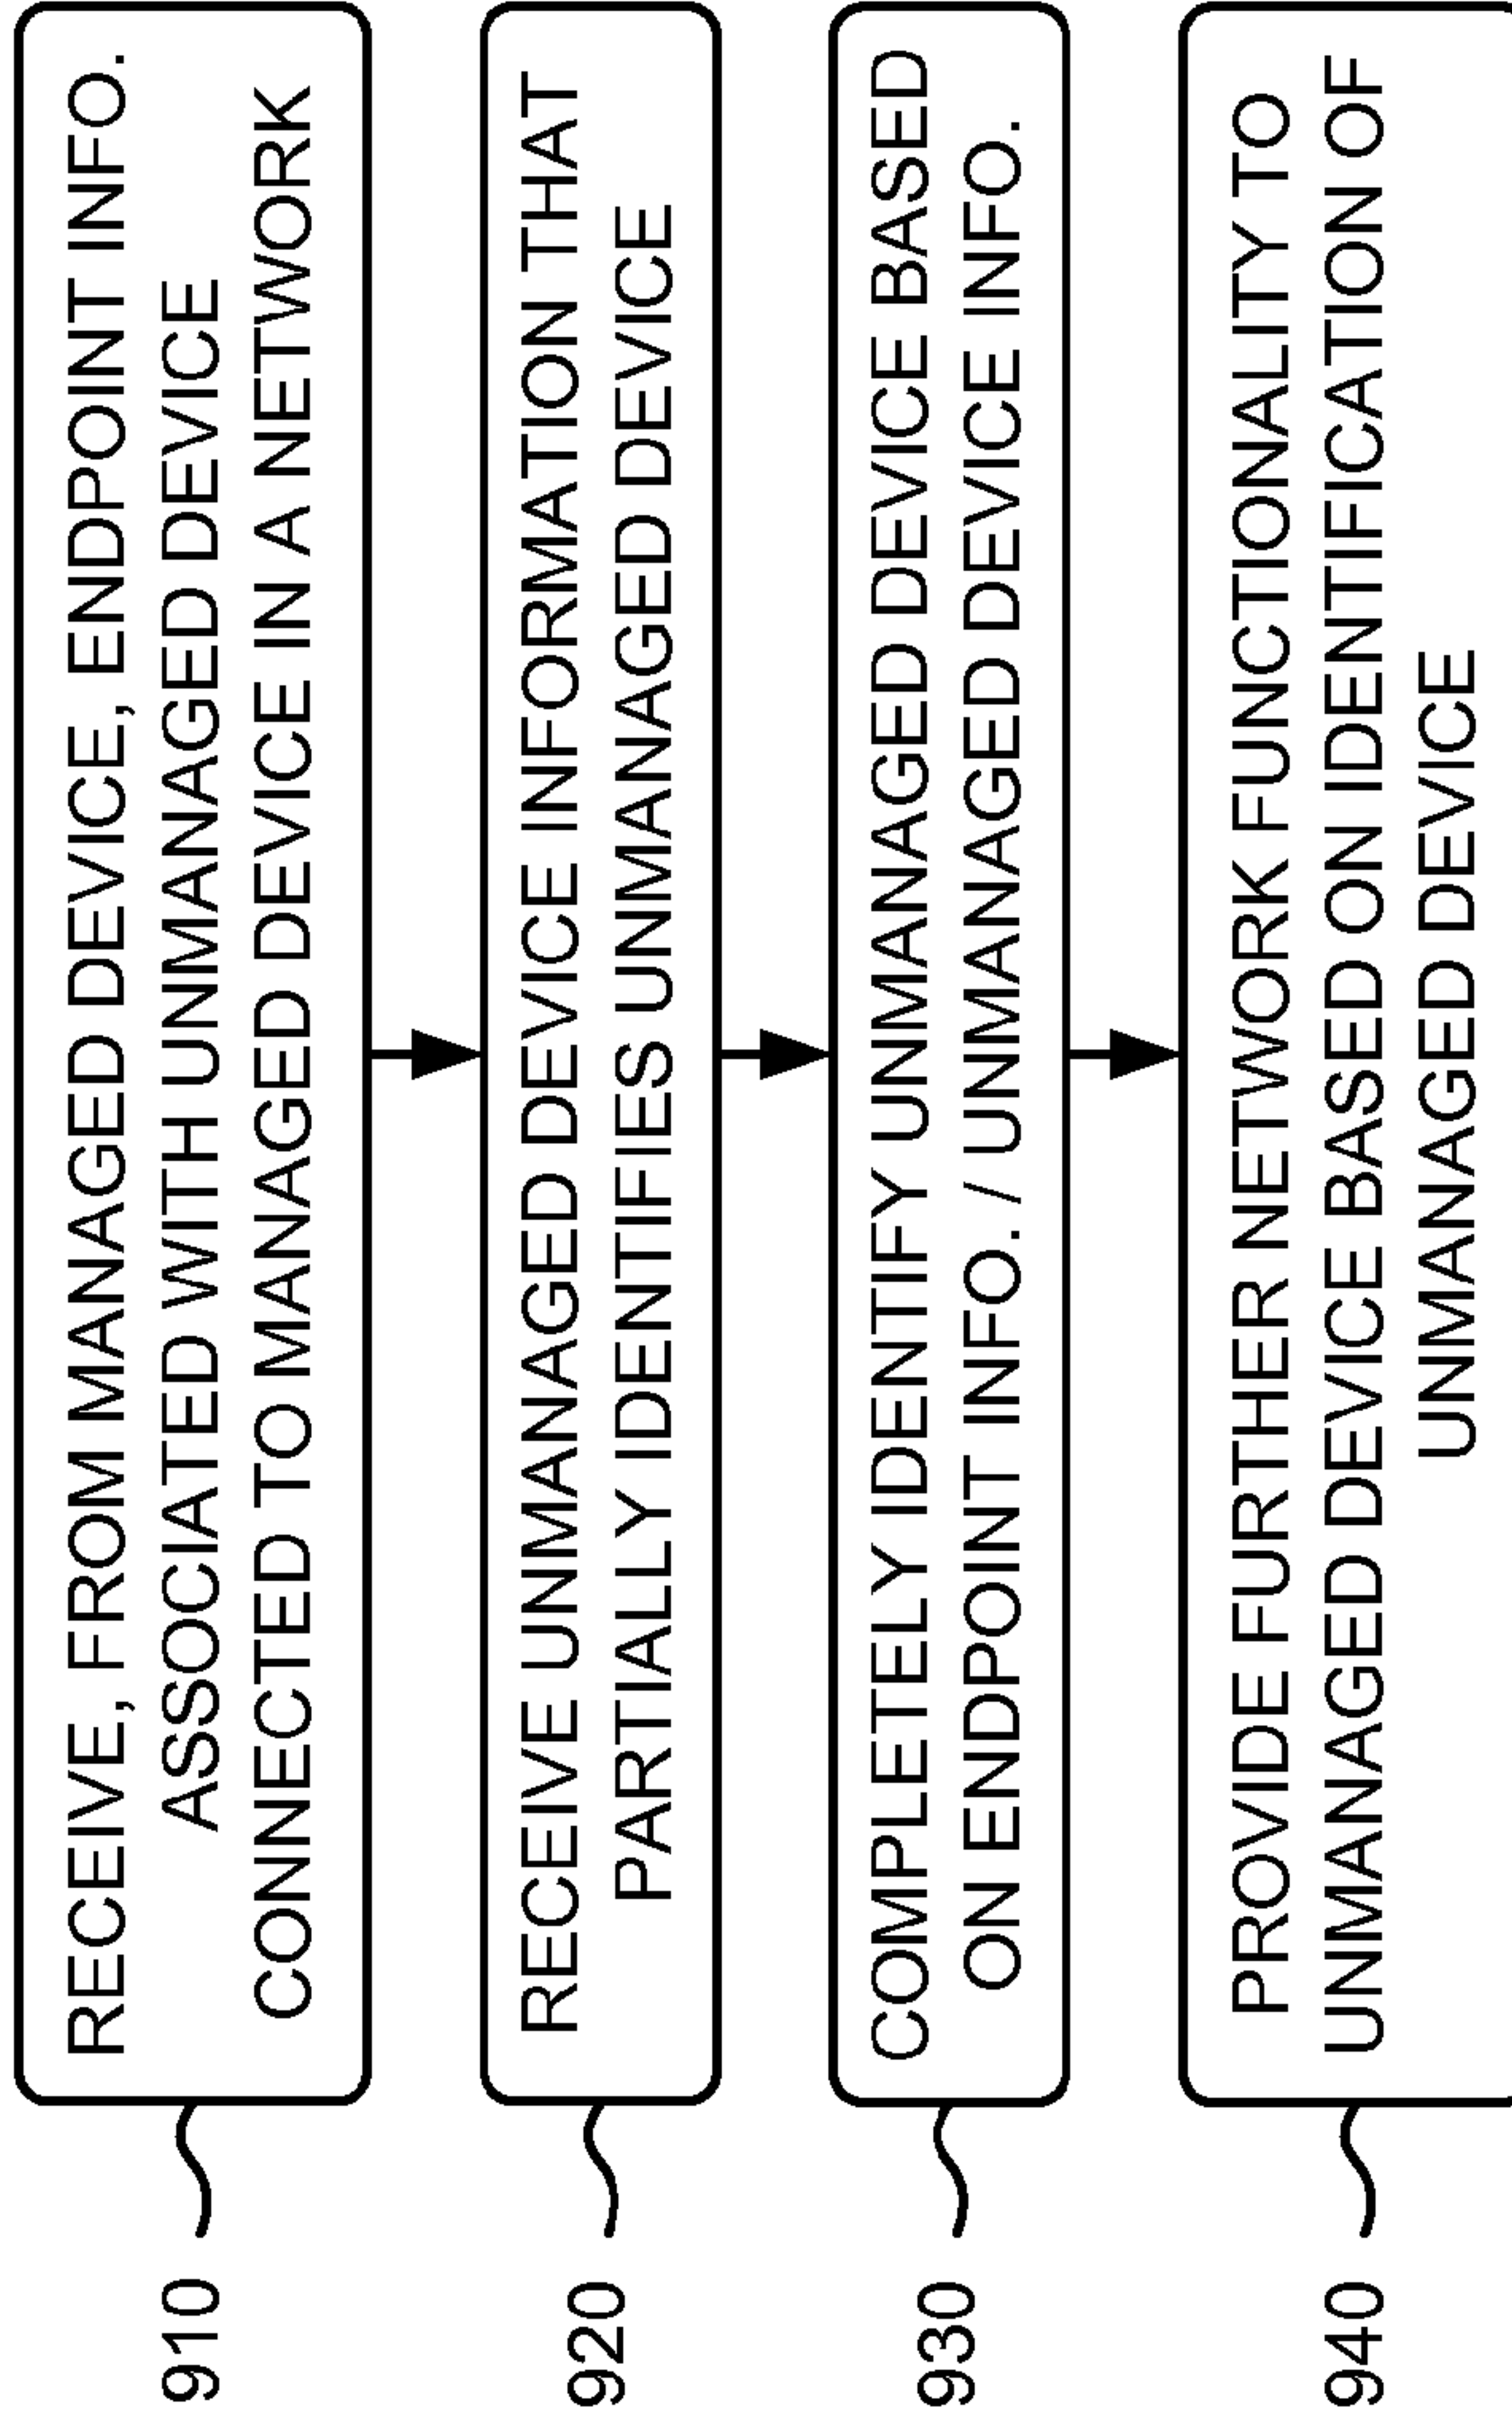 910
RECEIVE, FROM MANAGED DEVICE, ENDPOINT INFO.
ASSOCIATED WITH UNMANAGED DEVICE
CONNECTED TO MANAGED DEVICE IN A NETWORK
920
RECEIVE UNMANAGED DEVICE INFORMATION THAT
PARTIALLY IDENTIFIES UNMANAGED DEVICE
930
COMPLETELY IDENTIFY UNMANAGED DEVICE BASED
ON ENDPOINT INFO. / UNMANAGED DEVICE INFO.
940
PROVIDE FURTHER NETWORK FUNCTIONALITY TO
UNMANAGED DEVICE BASED ON IDENTIFICATION OF
UNMANAGED DEVICE